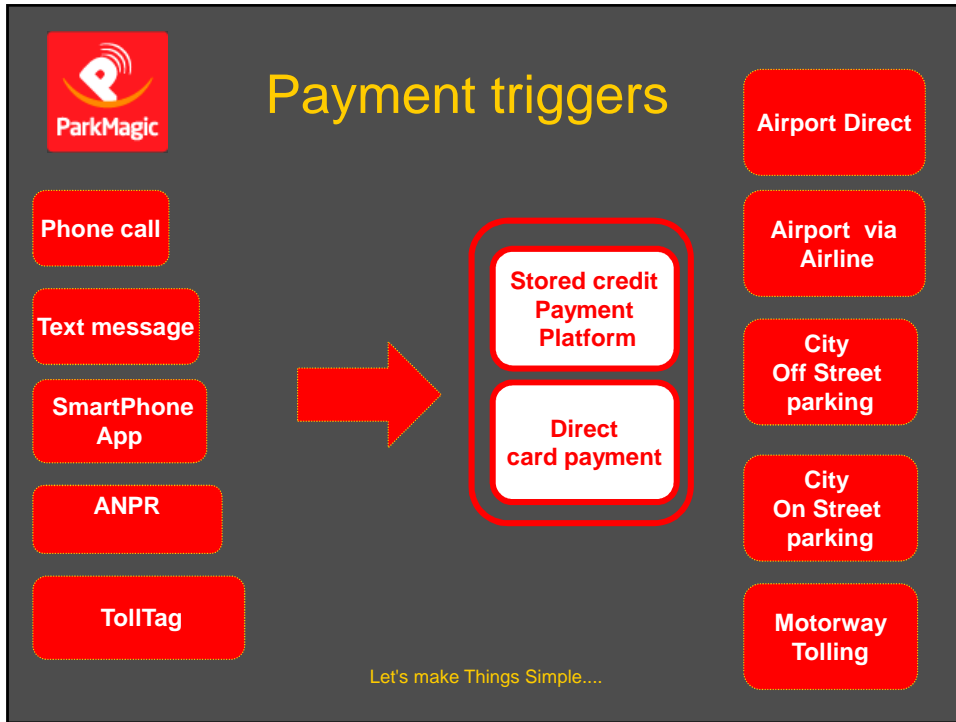 ParkMagic
Payment triggers
Phone call
Text message
SmartPhone
App
ANPR
TollTag
Stored credit
Payment
Platform
Direct
card payment
Airport Direct
Airport via
Airline
City
Off Street
parking
City
On Street
parking
Motorway
Tolling
Let's make Things Simple....